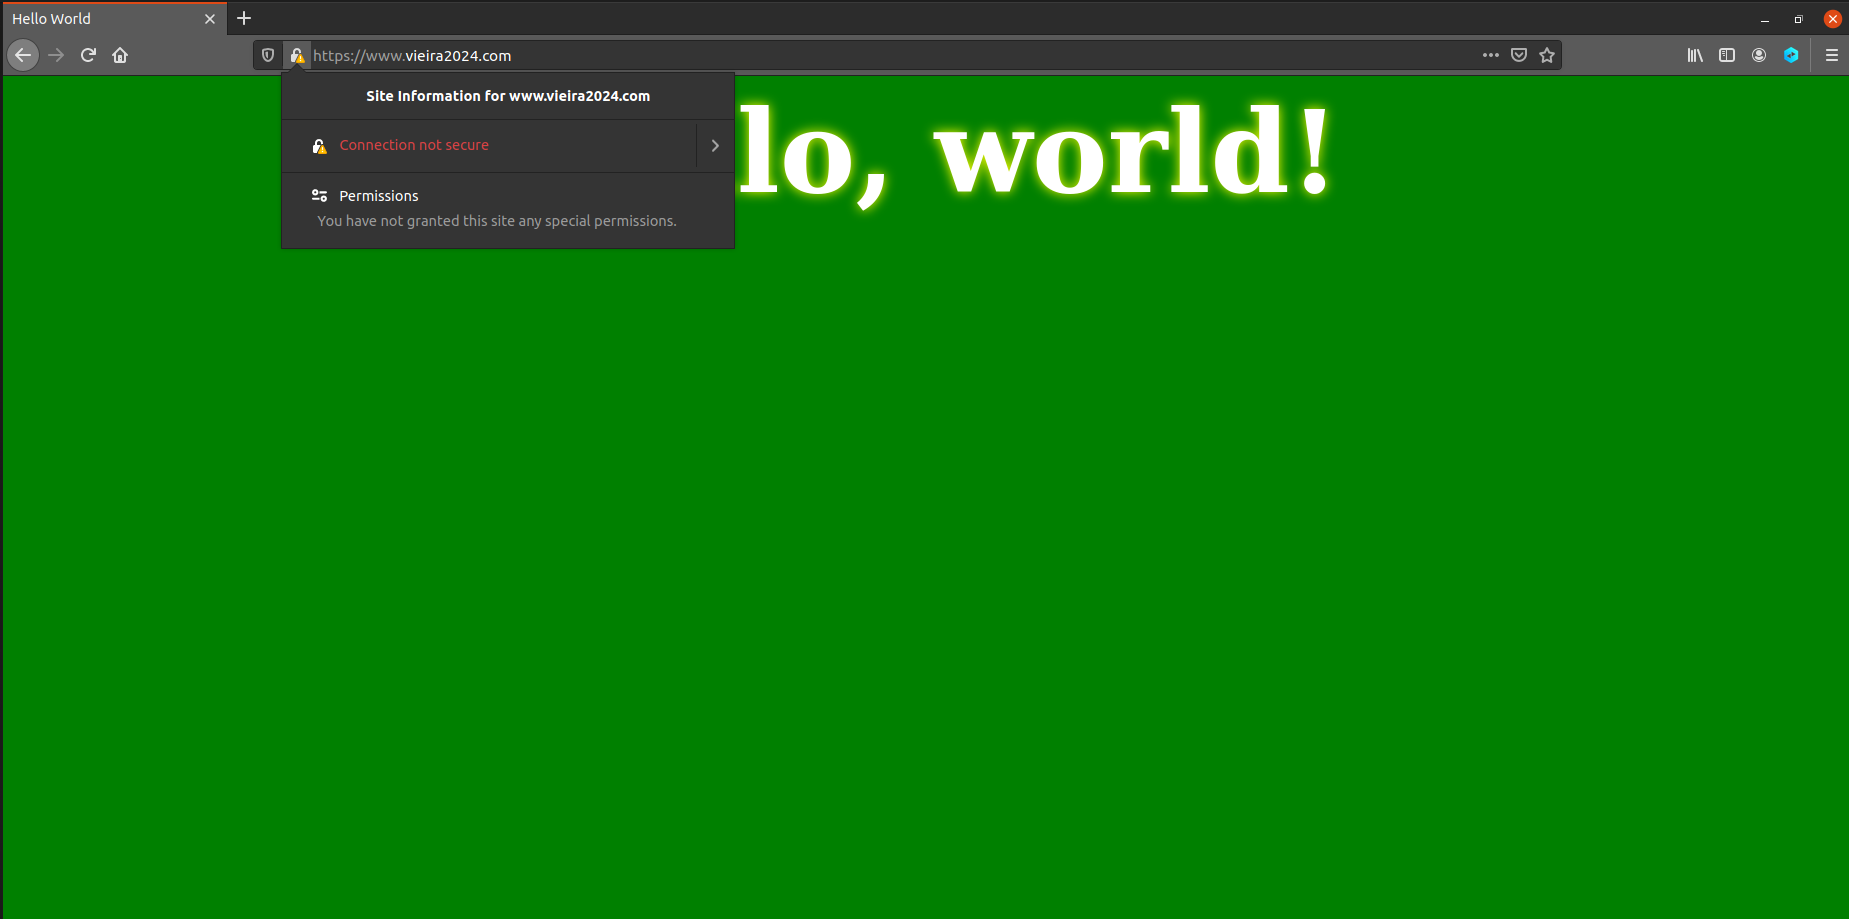 Hello World
https://www.vieira2024.com
Site Information for www.vieira2024.com
Connection not secure
Permissions
You have not granted this site any special permissions.
lo, world!